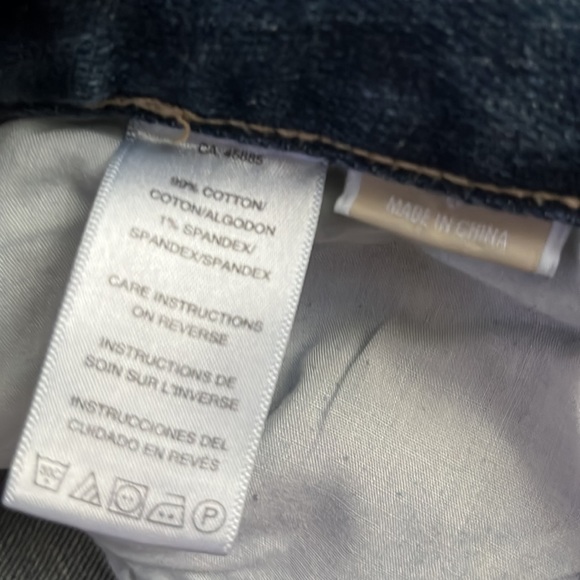 CA: 45885
99% COTTON/
COTON/ALGODON
1% SPANDEX/
SPANDEX/SPANDEX
CARE INSTRUCTIONS
ON REVERSE
INSTRUCTIONS DE
SOIN SUR L'INVERSE
INSTRUCCIONES DEL
CUIDADO EN REVÉS
P
MADE IN CHINA